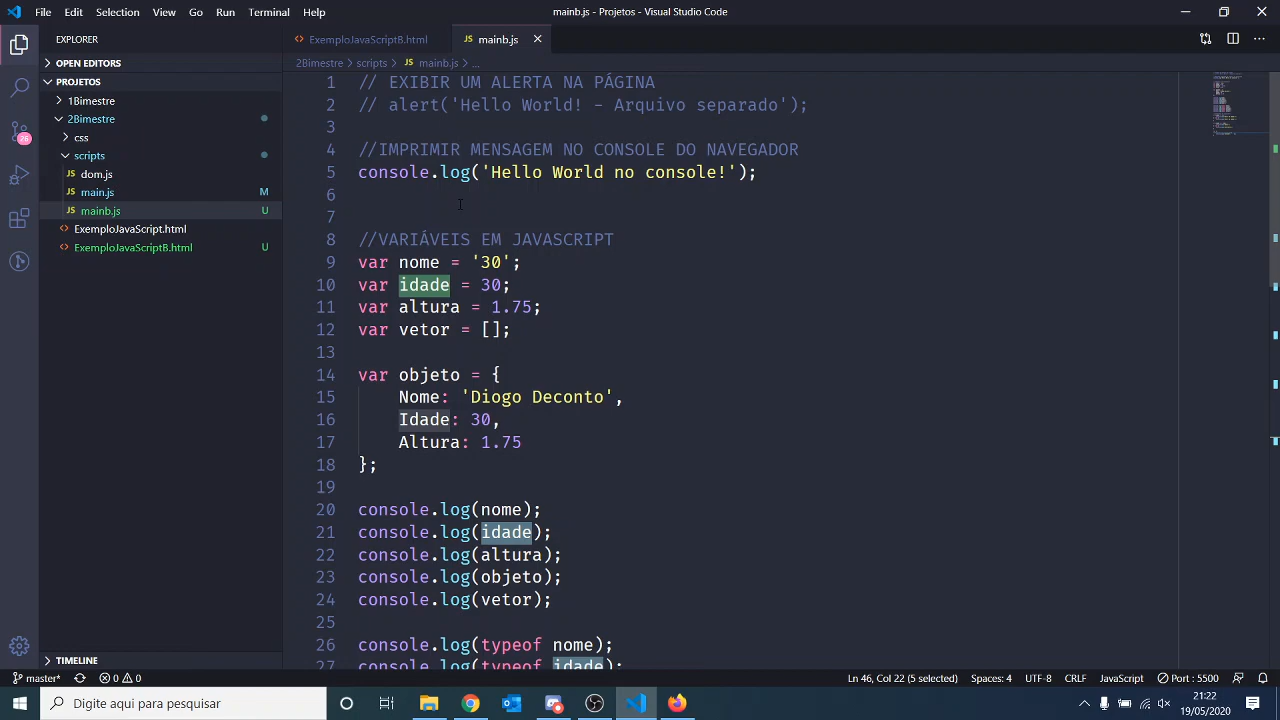 File Edit Selection View Go Run Terminal Help
mainb.js - Projetos - Visual Studio Code
EXPLORER
OPEN EDITORS
PROJETOS
1Bimestre
2Bimestre
css
scripts
dom.js
JS main.js M
JS mainb.js U
ExemploJavaScript.html
ExemploJavaScriptB.html U
TIMELINE
26
ExemploJavaScriptB.html
JS mainb.js
2Bimestre > scripts > JS mainb.js > ...
1 // EXIBIR UM ALERTA NA PÁGINA
2 // alert('Hello World! - Arquivo separado');
3
4 //IMPRIMIR MENSAGEM NO CONSOLE DO NAVEGADOR
5 console.log('Hello World no console!');
6
7
8 //VARIÁVEIS EM JAVASCRIPT
9 var nome = '30';
10 var idade = 30;
11 var altura = 1.75;
12 var vetor = [];
13
14 var objeto = {
15 Nome: 'Diogo Deconto',
16 Idade: 30,
17 Altura: 1.75
18 };
19
20 console.log(nome);
21 console.log(idade);
22 console.log(altura);
23 console.log(objeto);
24 console.log(vetor);
25
26 console.log(typeof nome);
27 console.log(typeof idade);
master* 0 0
Ln 46, Col 22 (5 selected) Spaces: 4 UTF-8 CRLF JavaScript Port : 5500
Digite aqui para pesquisar
21:22
19/05/2020